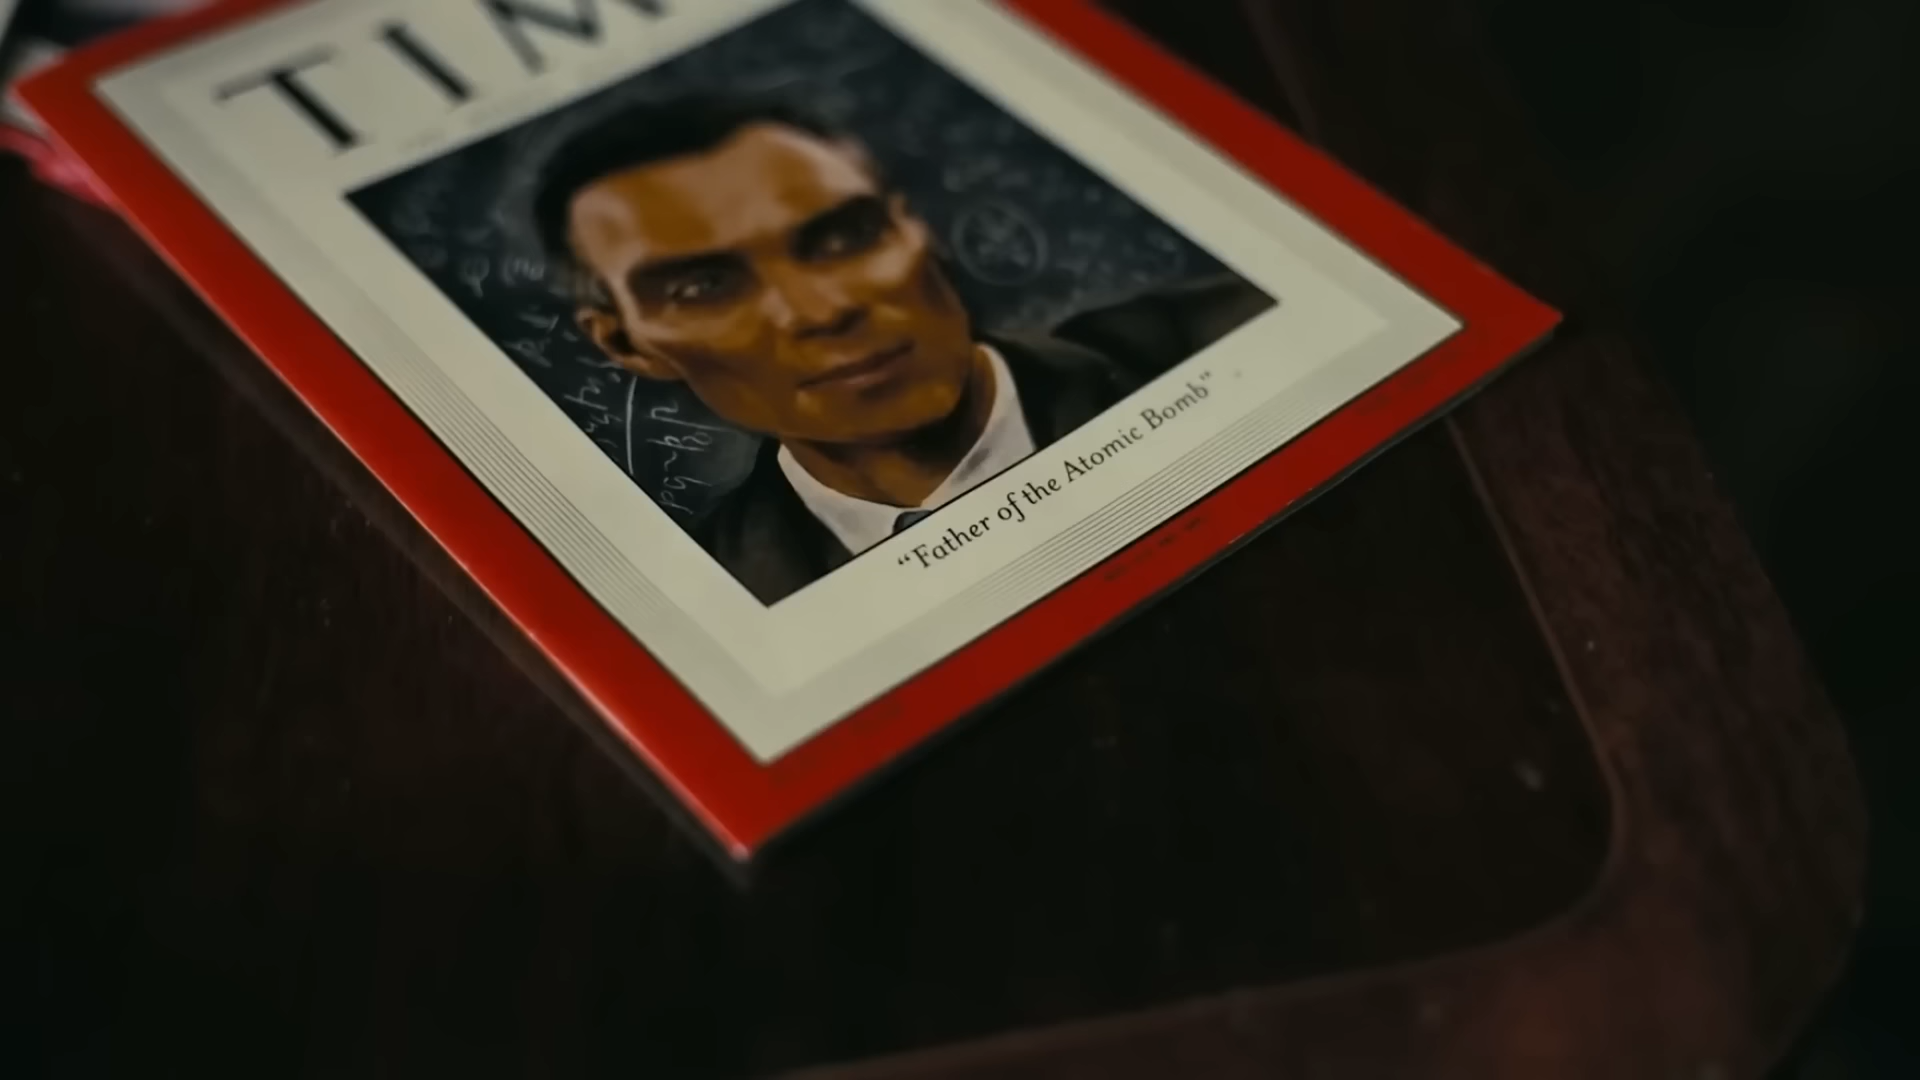 TIM
“Father of the Atomic Bomb”